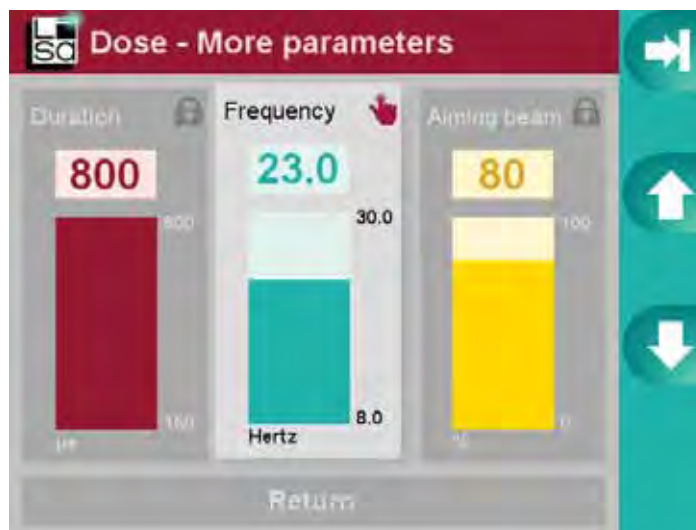 LSa
Dose - More parameters
Duration
800
800
150
µs
Frequency
23.0
30.0
8.0
Hertz
Aiming beam
80
100
0
%
Return